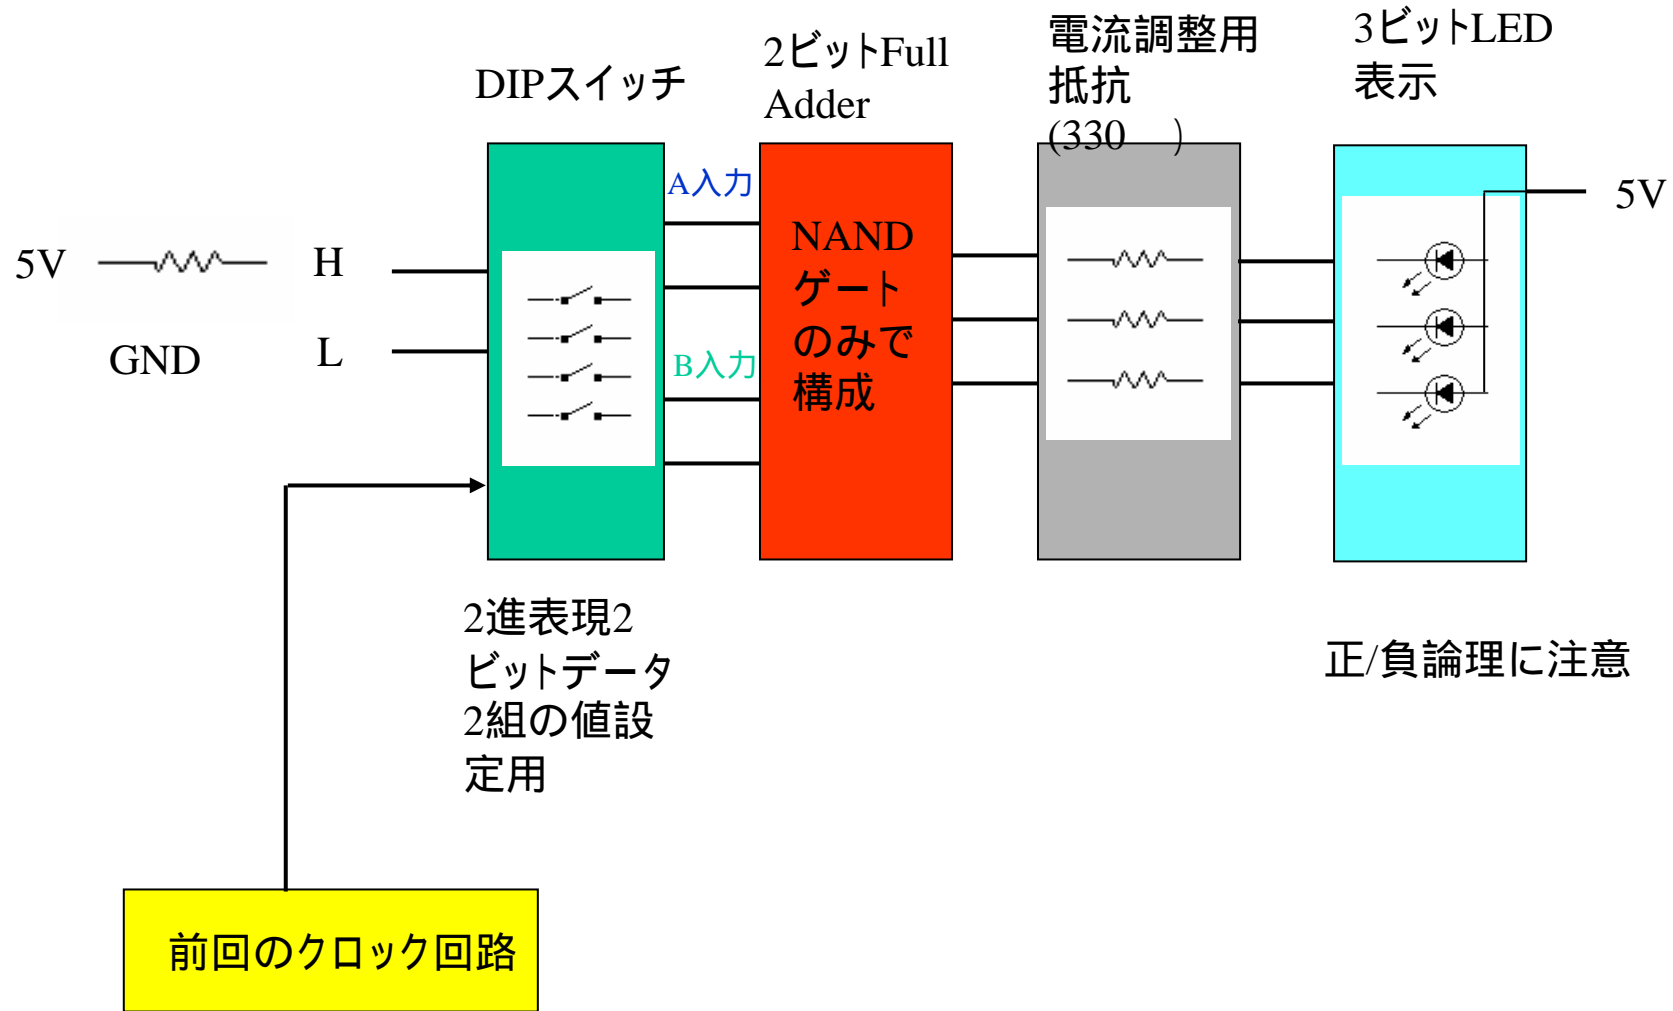 DIPスイッチ
2ビットFull
Adder
電流調整用
抵抗
(330　)
3ビットLED
表示
5V
H
GND
L
A入力
B入力
NAND
ゲート
のみで
構成
5V
2進表現2
ビットデータ
2組の値設
定用
正/負論理に注意
前回のクロック回路